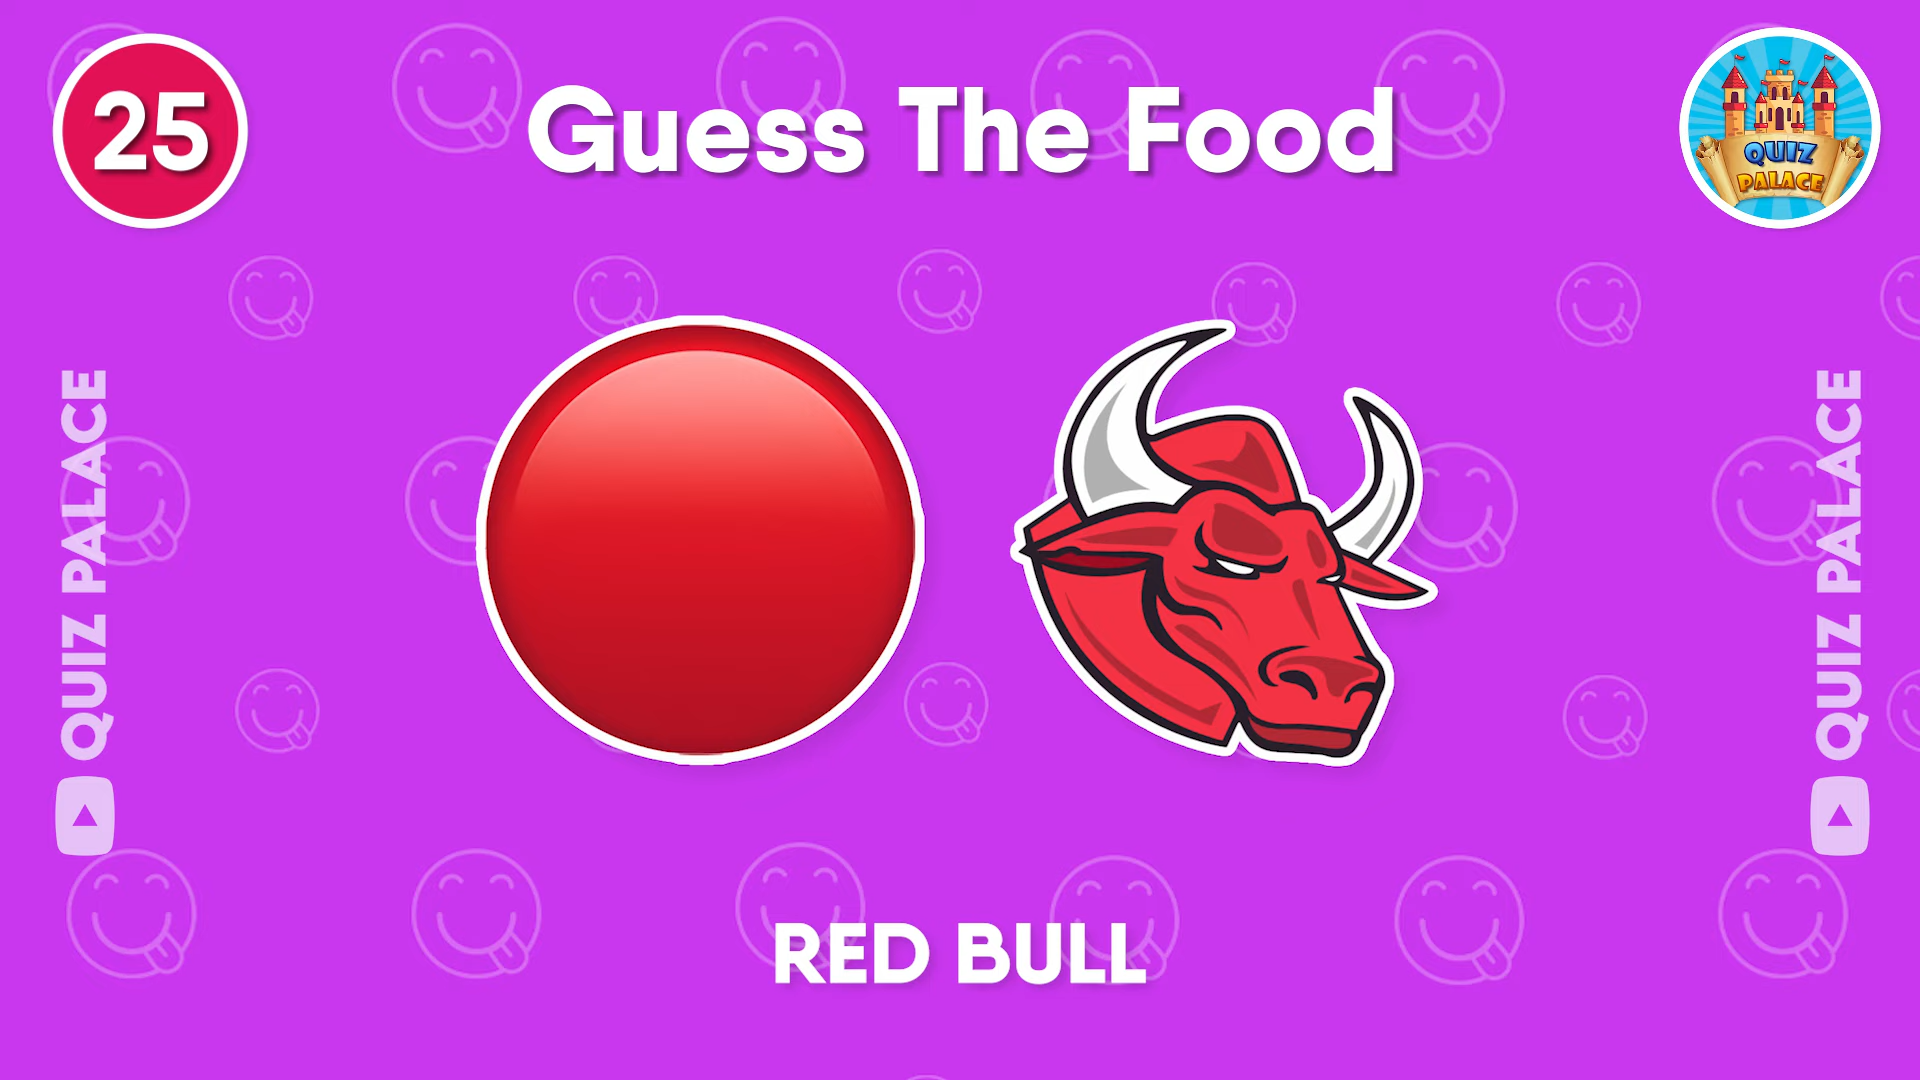 25
Guess The Food
QUIZ
PALACE
QUIZ PALACE
QUIZ PALACE
RED BULL